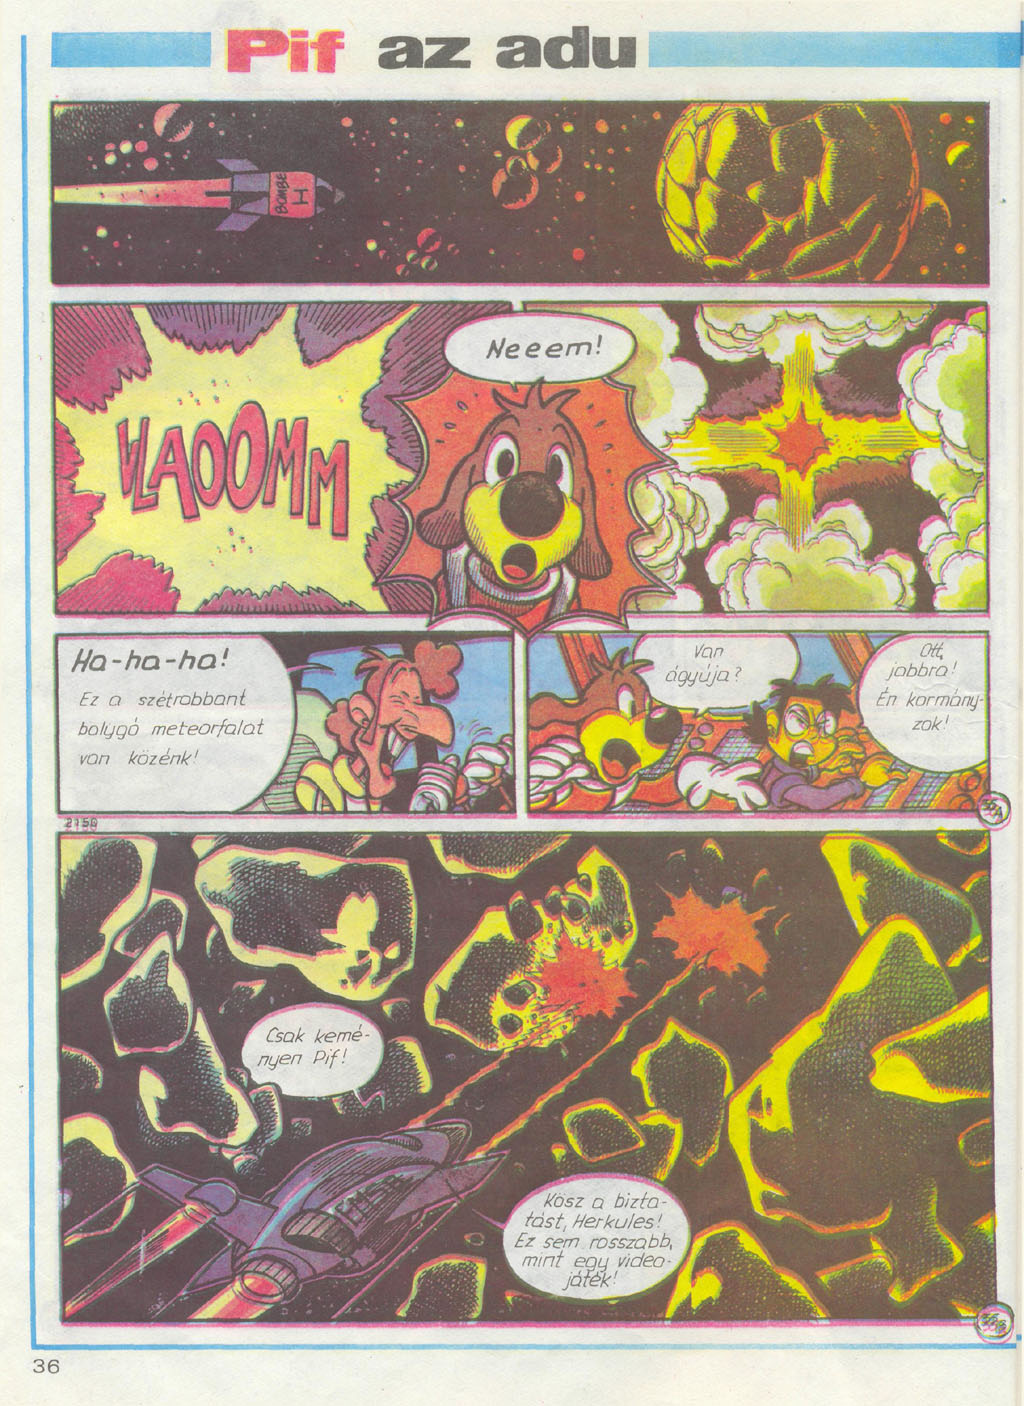 Pif az adu
BOMBE
H
VLAOOMM
Neeem!
Ha-ha-ha!
Ez a szétrobbant
bolygó meteorfalat
von közénk!
Van
ágyúja?
Ott,
jobbra!
Én kormány-
zok!
2150
Csak kemé-
nyen Pif!
Kösz a bizta-
tást, Herkules!
Ez sem rosszabb,
mint egy video-
játék!
36